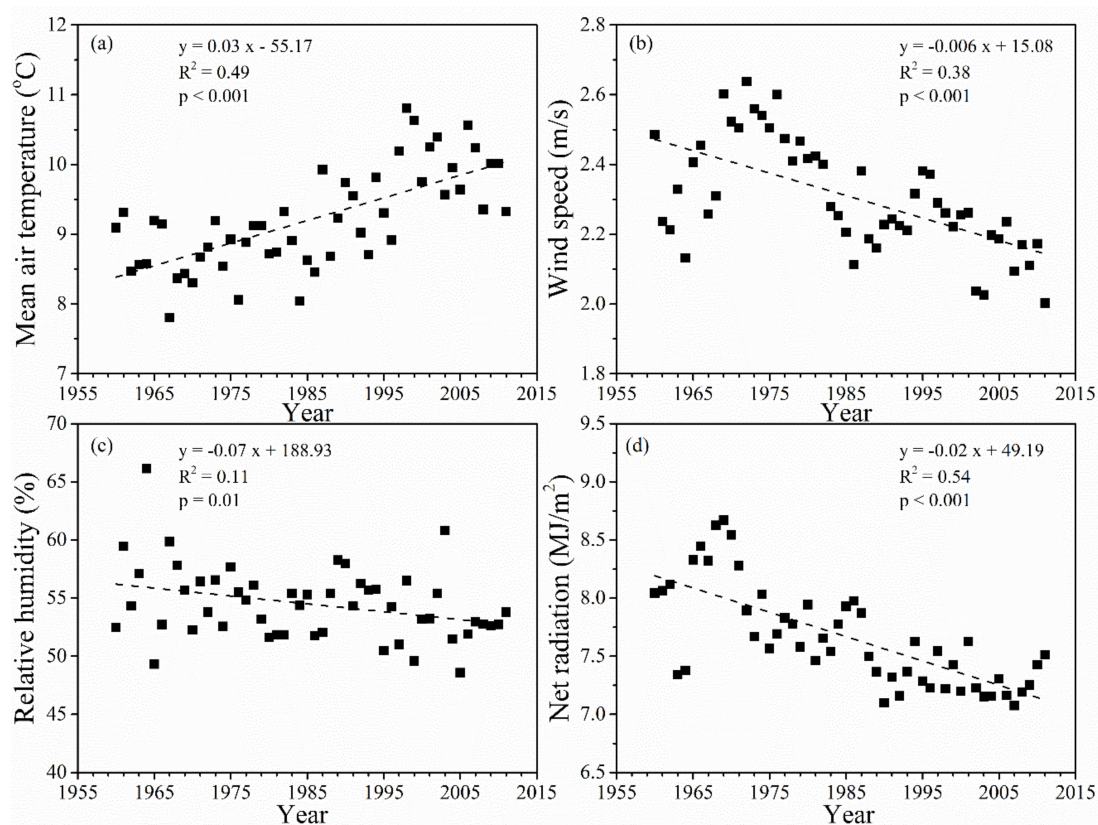 (a)
y = 0.03 x - 55.17
R² = 0.49
p < 0.001
Mean air temperature (°C)
12
11
10
9
8
7
1955 1965 1975 1985 1995 2005 2015
Year
(b)
y = -0.006 x + 15.08
R² = 0.38
p < 0.001
Wind speed (m/s)
2.8
2.6
2.4
2.2
2.0
1.8
1955 1965 1975 1985 1995 2005 2015
Year
(c)
y = -0.07 x + 188.93
R² = 0.11
p = 0.01
Relative humidity (%)
70
65
60
55
50
45
40
1955 1965 1975 1985 1995 2005 2015
Year
(d)
y = -0.02 x + 49.19
R² = 0.54
p < 0.001
Net radiation (MJ/m²)
9.5
9.0
8.5
8.0
7.5
7.0
6.5
1955 1965 1975 1985 1995 2005 2015
Year